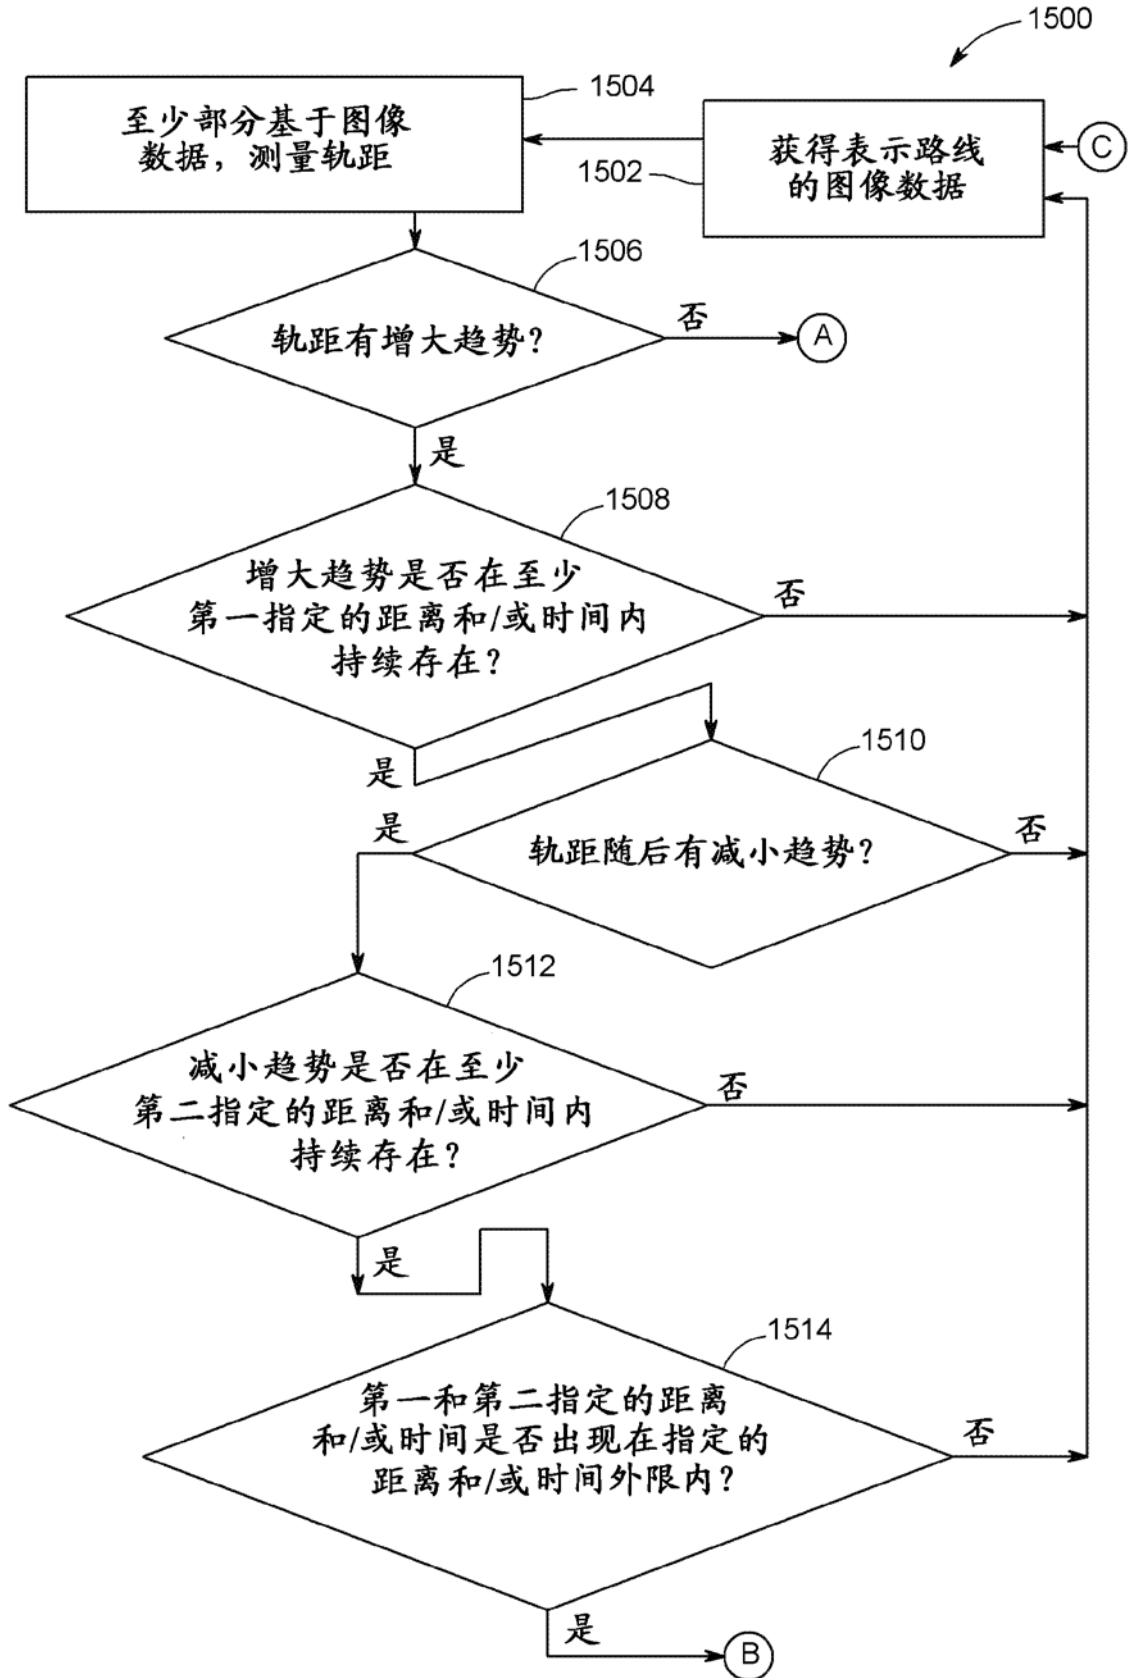 1500
1504
至少部分基于图像
数据，测量轨距
1502
获得表示路线
的图像数据
C
1506
轨距有增大趋势？
否
A
是
1508
增大趋势是否在至少
第一指定的距离和/或时间内
持续存在？
否
是
1510
轨距随后有减小趋势？
是
否
1512
减小趋势是否在至少
第二指定的距离和/或时间内
持续存在？
否
是
1514
第一和第二指定的距离
和/或时间是否出现在指定的
距离和/或时间外限内？
否
是
B